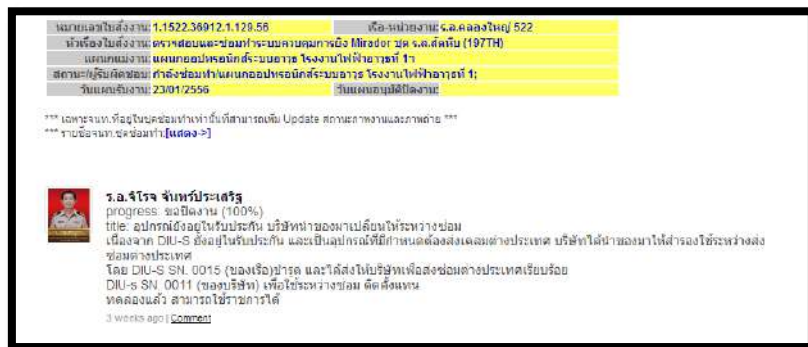 หมายเลขใบสั่งงาน: 1.1522.36912.1.129.56 เรือ-หน่วยงาน: ร.ล.คลองใหญ่ 522
หัวเรื่องใบสั่งงาน: ตรวจสอบและซ่อมทำระบบควบคุมการยิง Mirador ชุด ร.ล.สัตหีบ (197TH)
แผนกแม่งาน: แผนกออปทรอนิกส์ระบบอาวุธ โรงงานไฟฟ้าอาวุธที่ 1
สถานะ/ผู้รับผิดชอบ: กำลังซ่อมทำ/แผนกออปทรอนิกส์ระบบอาวุธ โรงงานไฟฟ้าอาวุธที่ 1;
วันแผนกรับงาน: 23/01/2556 วันแผนกอนุมัติปิดงาน:
*** เฉพาะจนท.ที่อยู่ในชุดซ่อมทำเท่านั้นที่สามารถเพิ่ม Update สถานะภาพงานและภาพถ่าย ***
*** รายชื่อจนท.ชุดซ่อมทำ:[แสดง->]
ร.อ.จิโรจ จันทร์ประเสริฐ
progress: ขอปิดงาน (100%)
title: อุปกรณ์ยังอยู่ในรับประกัน บริษัทนำของมาเปลี่ยนให้ระหว่างซ่อม
เนื่องจาก DIU-S ยังอยู่ในรับประกัน และเป็นอุปกรณ์ที่มีกำหนดต้องส่งเคลมต่างประเทศ บริษัทได้นำของมาให้สำรองใช้ระหว่างส่ง
ซ่อมต่างประเทศ
โดย DIU-S SN. 0015 (ของเรือ)ชำรุด และได้ส่งให้บริษัทเพื่อส่งซ่อมต่างประเทศเรียบร้อย
DIU-s SN. 0011 (ของบริษัท) เพื่อใช้ระหว่างซ่อม ติดตั้งแทน
ทดลองแล้ว สามารถใช้ราชการได้
3 weeks ago | Comment